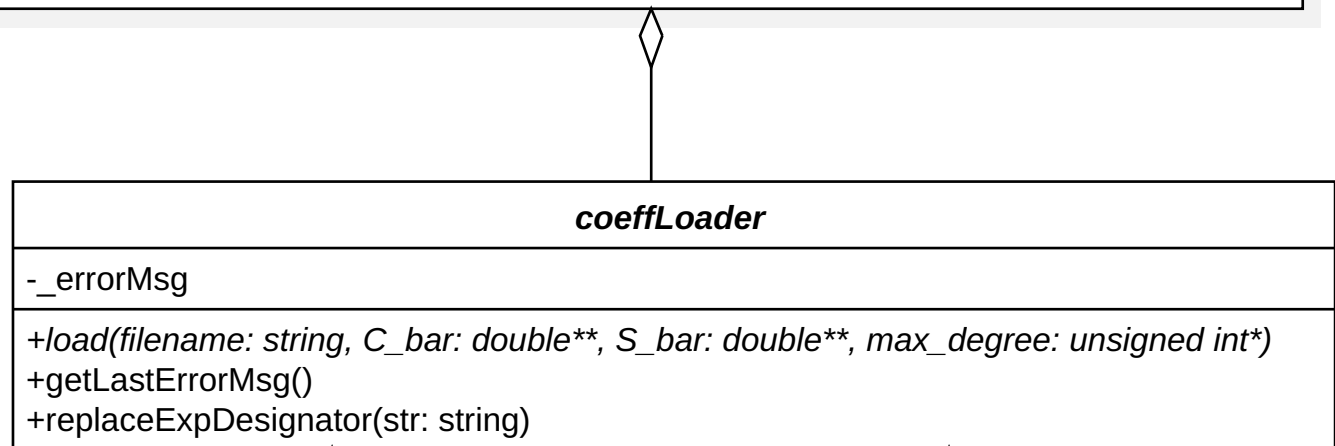 coeffLoader
-_errorMsg
+load(filename: string, C_bar: double**, S_bar: double**, max_degree: unsigned int*)
+getLastErrorMsg()
+replaceExpDesignator(str: string)